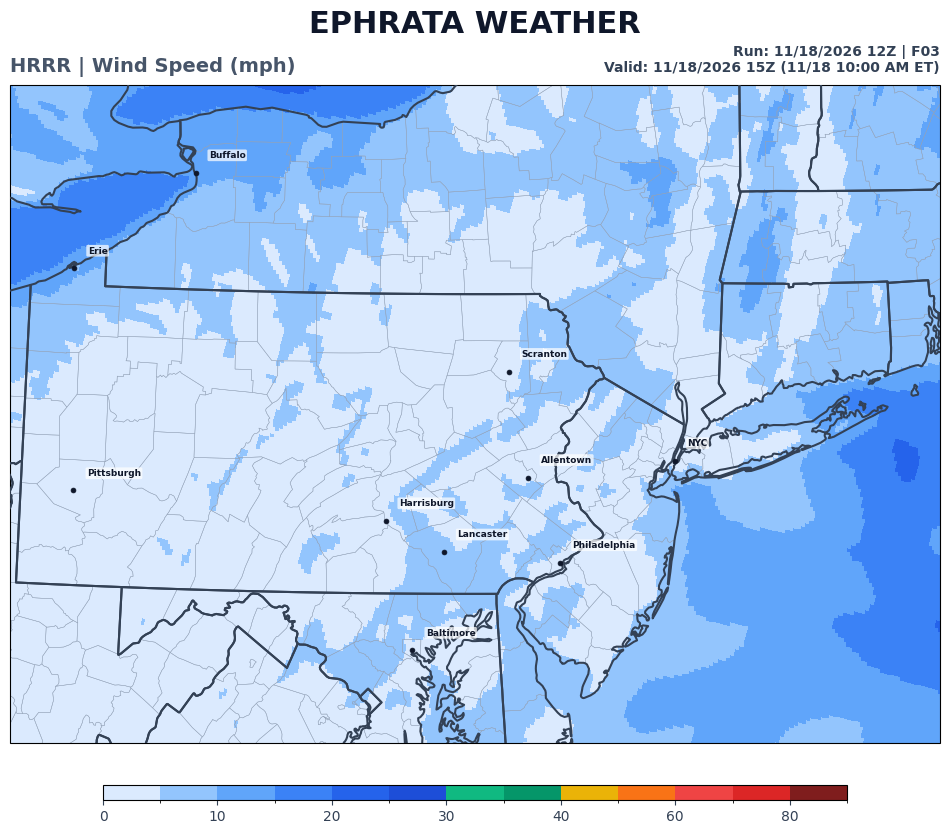 EPHRATA WEATHER
HRRR | Wind Speed (mph)
Run: 11/18/2026 12Z | F03
Valid: 11/18/2026 15Z (11/18 10:00 AM ET)
Buffalo
Erie
Scranton
NYC
Allentown
Pittsburgh
Harrisburg
Lancaster
Philadelphia
Baltimore
0 10 20 30 40 60 80